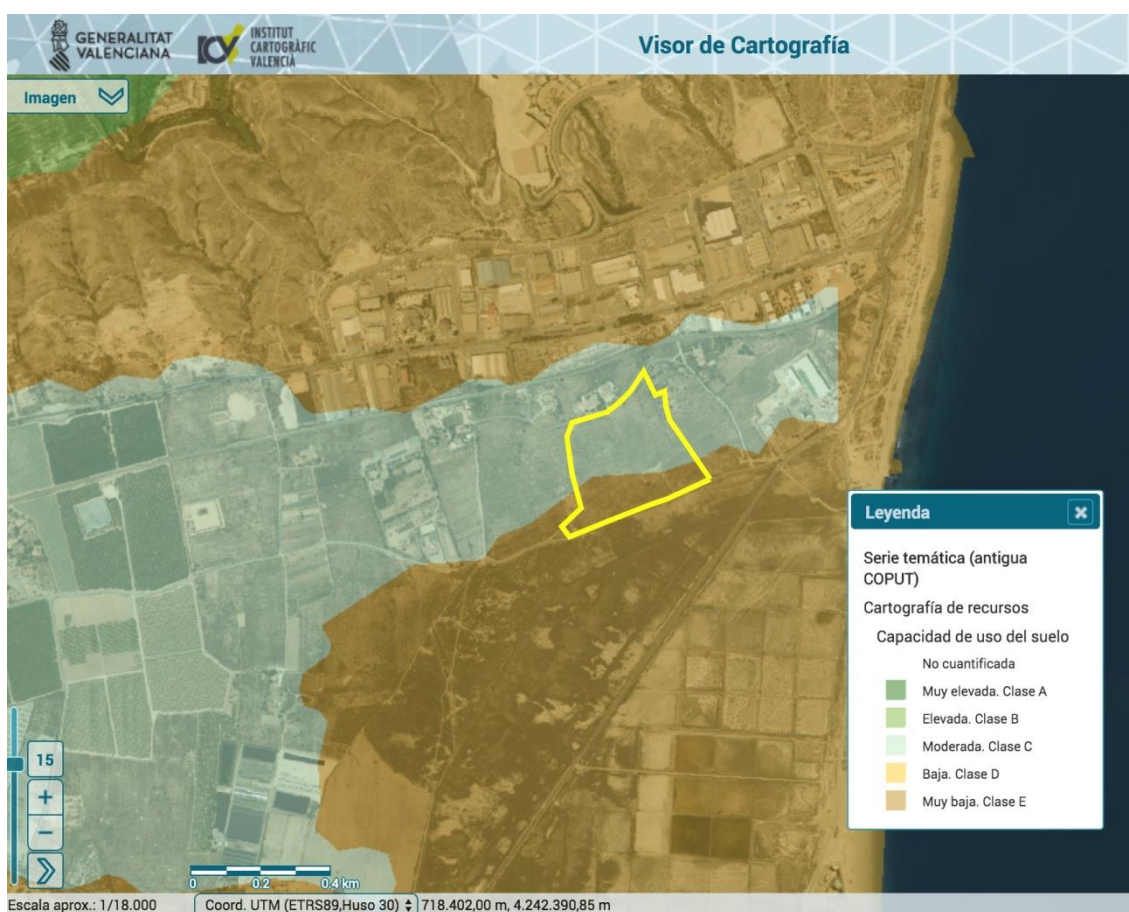 GENERALITAT
VALENCIANA
INSTITUT
CARTOGRÀFIC
VALENCIÀ
Visor de Cartografía
Imagen
Leyenda
Serie temática (antigua
COPUT)
Cartografía de recursos
Capacidad de uso del suelo
No cuantificada
Muy elevada. Clase A
Elevada. Clase B
Moderada. Clase C
Baja. Clase D
Muy baja. Clase E
15
+
−
0 0.2 0.4 km
Escala aprox.: 1/18.000 Coord. UTM (ETRS89,Huso 30) 718.402,00 m, 4.242.390,85 m